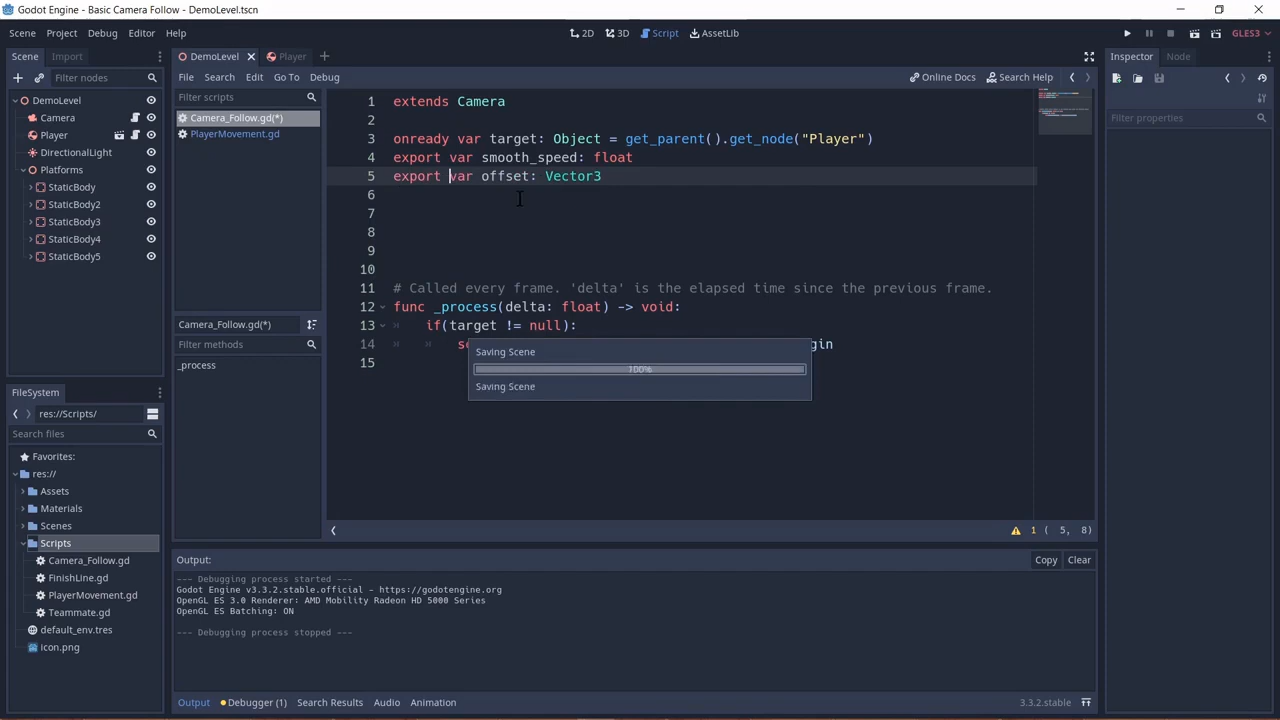 Godot Engine - Basic Camera Follow - DemoLevel.tscn
Scene Project Debug Editor Help
2D 3D Script AssetLib
GLES3
Scene Import
Filter nodes
DemoLevel
Camera
Player
DirectionalLight
Platforms
StaticBody
StaticBody2
StaticBody3
StaticBody4
StaticBody5
FileSystem
res://Scripts/
Search files
Favorites:
res://
Assets
Materials
Scenes
Scripts
Camera_Follow.gd
FinishLine.gd
PlayerMovement.gd
Teammate.gd
default_env.tres
icon.png
DemoLevel Player
File Search Edit Go To Debug
Online Docs Search Help
Filter scripts
Camera_Follow.gd(*)
PlayerMovement.gd
Camera_Follow.gd(*)
Filter methods
_process
1 extends Camera
2
3 onready var target: Object = get_parent().get_node("Player")
4 export var smooth_speed: float
5 export var offset: Vector3
6
7
8
9
10
11 # Called every frame. 'delta' is the elapsed time since the previous frame.
12 func _process(delta: float) -> void:
13 if(target != null):
14 se gin
15
Saving Scene
100%
Saving Scene
1 ( 5, 8)
Output:
Copy Clear
--- Debugging process started ---
Godot Engine v3.3.2.stable.official - https://godotengine.org
OpenGL ES 3.0 Renderer: AMD Mobility Radeon HD 5000 Series
OpenGL ES Batching: ON
--- Debugging process stopped ---
Output Debugger (1) Search Results Audio Animation
3.3.2.stable
Inspector Node
Filter properties